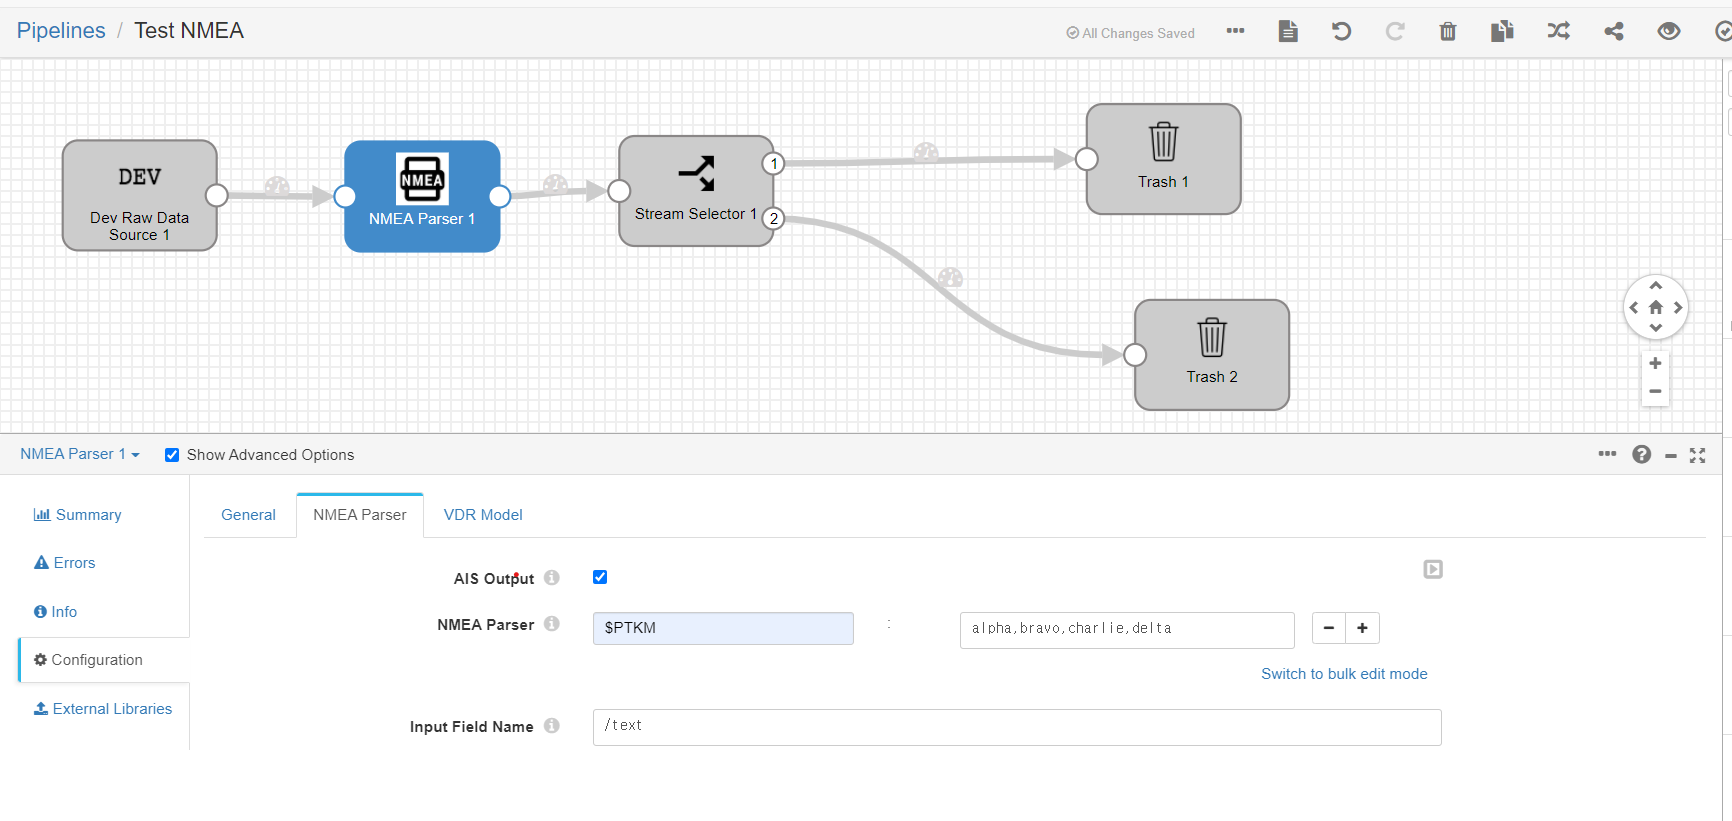 Pipelines / Test NMEA
All Changes Saved
DEV
Dev Raw Data
Source 1
NMEA
NMEA Parser 1
Stream Selector 1
1
2
Trash 1
Trash 2
NMEA Parser 1
Show Advanced Options
Summary
Errors
Info
Configuration
External Libraries
General
NMEA Parser
VDR Model
AIS Output
NMEA Parser
$PTKM
:
alpha,bravo,charlie,delta
Switch to bulk edit mode
Input Field Name
/text